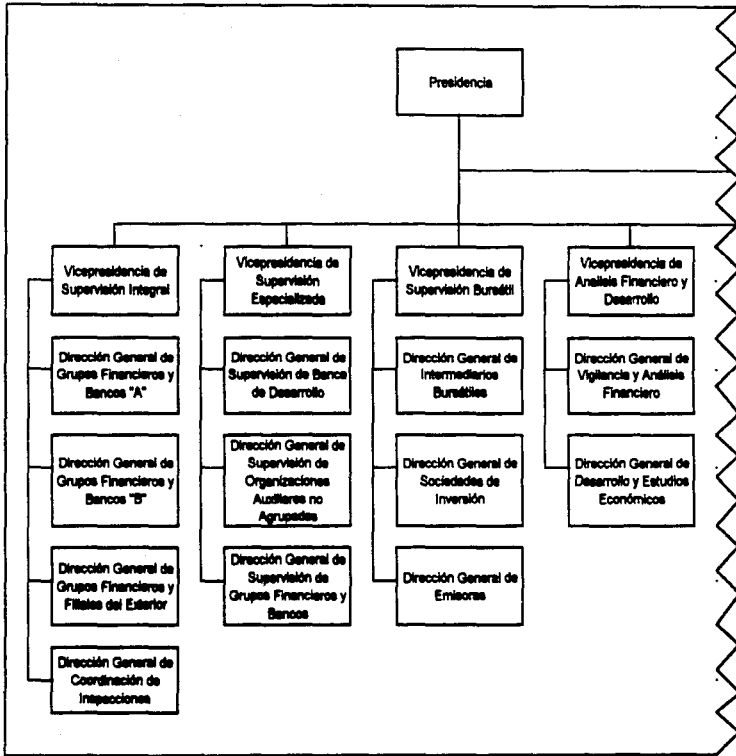 Presidencia
Vicepresidencia de
Supervisión Integral
Dirección General de
Grupos Financieros y
Bancos "A"
Dirección General de
Grupos Financieros y
Bancos "B"
Dirección General de
Grupos Financieros y
Filiales del Exterior
Dirección General de
Coordinación de
Inspecciones
Vicepresidencia de
Supervisión
Especializada
Dirección General de
Supervisión de Banca
de Desarrollo
Dirección General de
Supervisión de
Organizaciones
Auxiliares no
Agrupadas
Dirección General de
Supervisión de
Grupos Financieros y
Bancos
Vicepresidencia de
Supervisión Bursátil
Dirección General de
Intermediarios
Bursátiles
Dirección General de
Sociedades de
Inversión
Dirección General de
Emisoras
Vicepresidencia de
Análisis Financiero y
Desarrollo
Dirección General de
Vigilancia y Análisis
Financiero
Dirección General de
Desarrollo y Estudios
Económicos